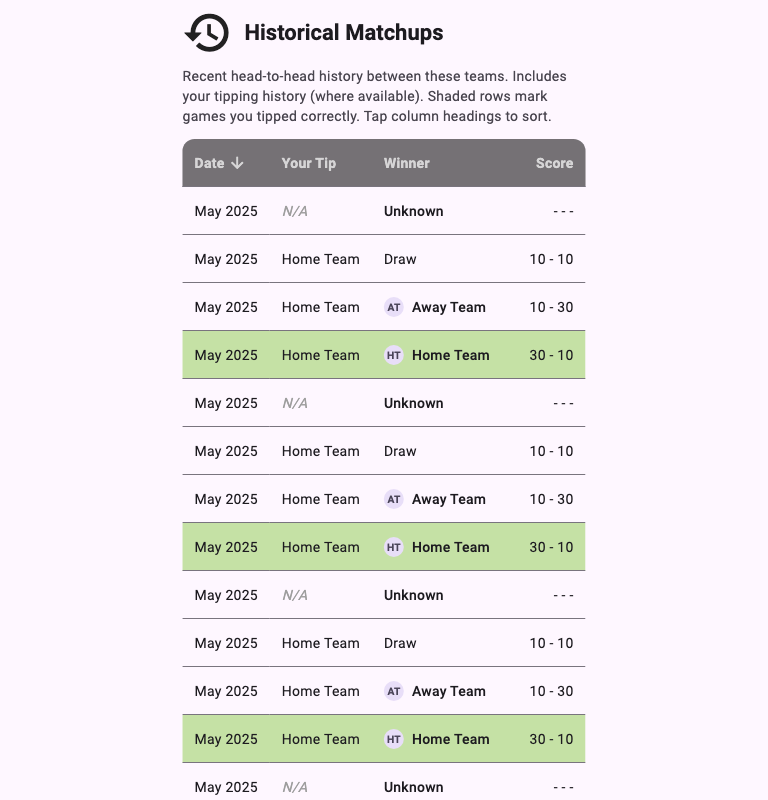 Historical Matchups
Recent head-to-head history between these teams. Includes
your tipping history (where available). Shaded rows mark
games you tipped correctly. Tap column headings to sort.
Date Your Tip Winner Score
May 2025 N/A Unknown - - -
May 2025 Home Team Draw 10 - 10
May 2025 Home Team AT Away Team 10 - 30
May 2025 Home Team HT Home Team 30 - 10
May 2025 N/A Unknown - - -
May 2025 Home Team Draw 10 - 10
May 2025 Home Team AT Away Team 10 - 30
May 2025 Home Team HT Home Team 30 - 10
May 2025 N/A Unknown - - -
May 2025 Home Team Draw 10 - 10
May 2025 Home Team AT Away Team 10 - 30
May 2025 Home Team HT Home Team 30 - 10
May 2025 N/A Unknown - - -